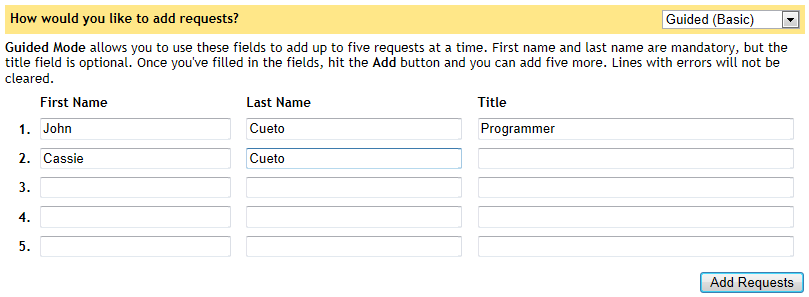 How would you like to add requests? Guided (Basic)
Guided Mode allows you to use these fields to add up to five requests at a time. First name and last name are mandatory, but the
title field is optional. Once you've filled in the fields, hit the Add button and you can add five more. Lines with errors will not be
cleared.
First Name Last Name Title
1. John Cueto Programmer
2. Cassie Cueto
3.
4.
5.
Add Requests